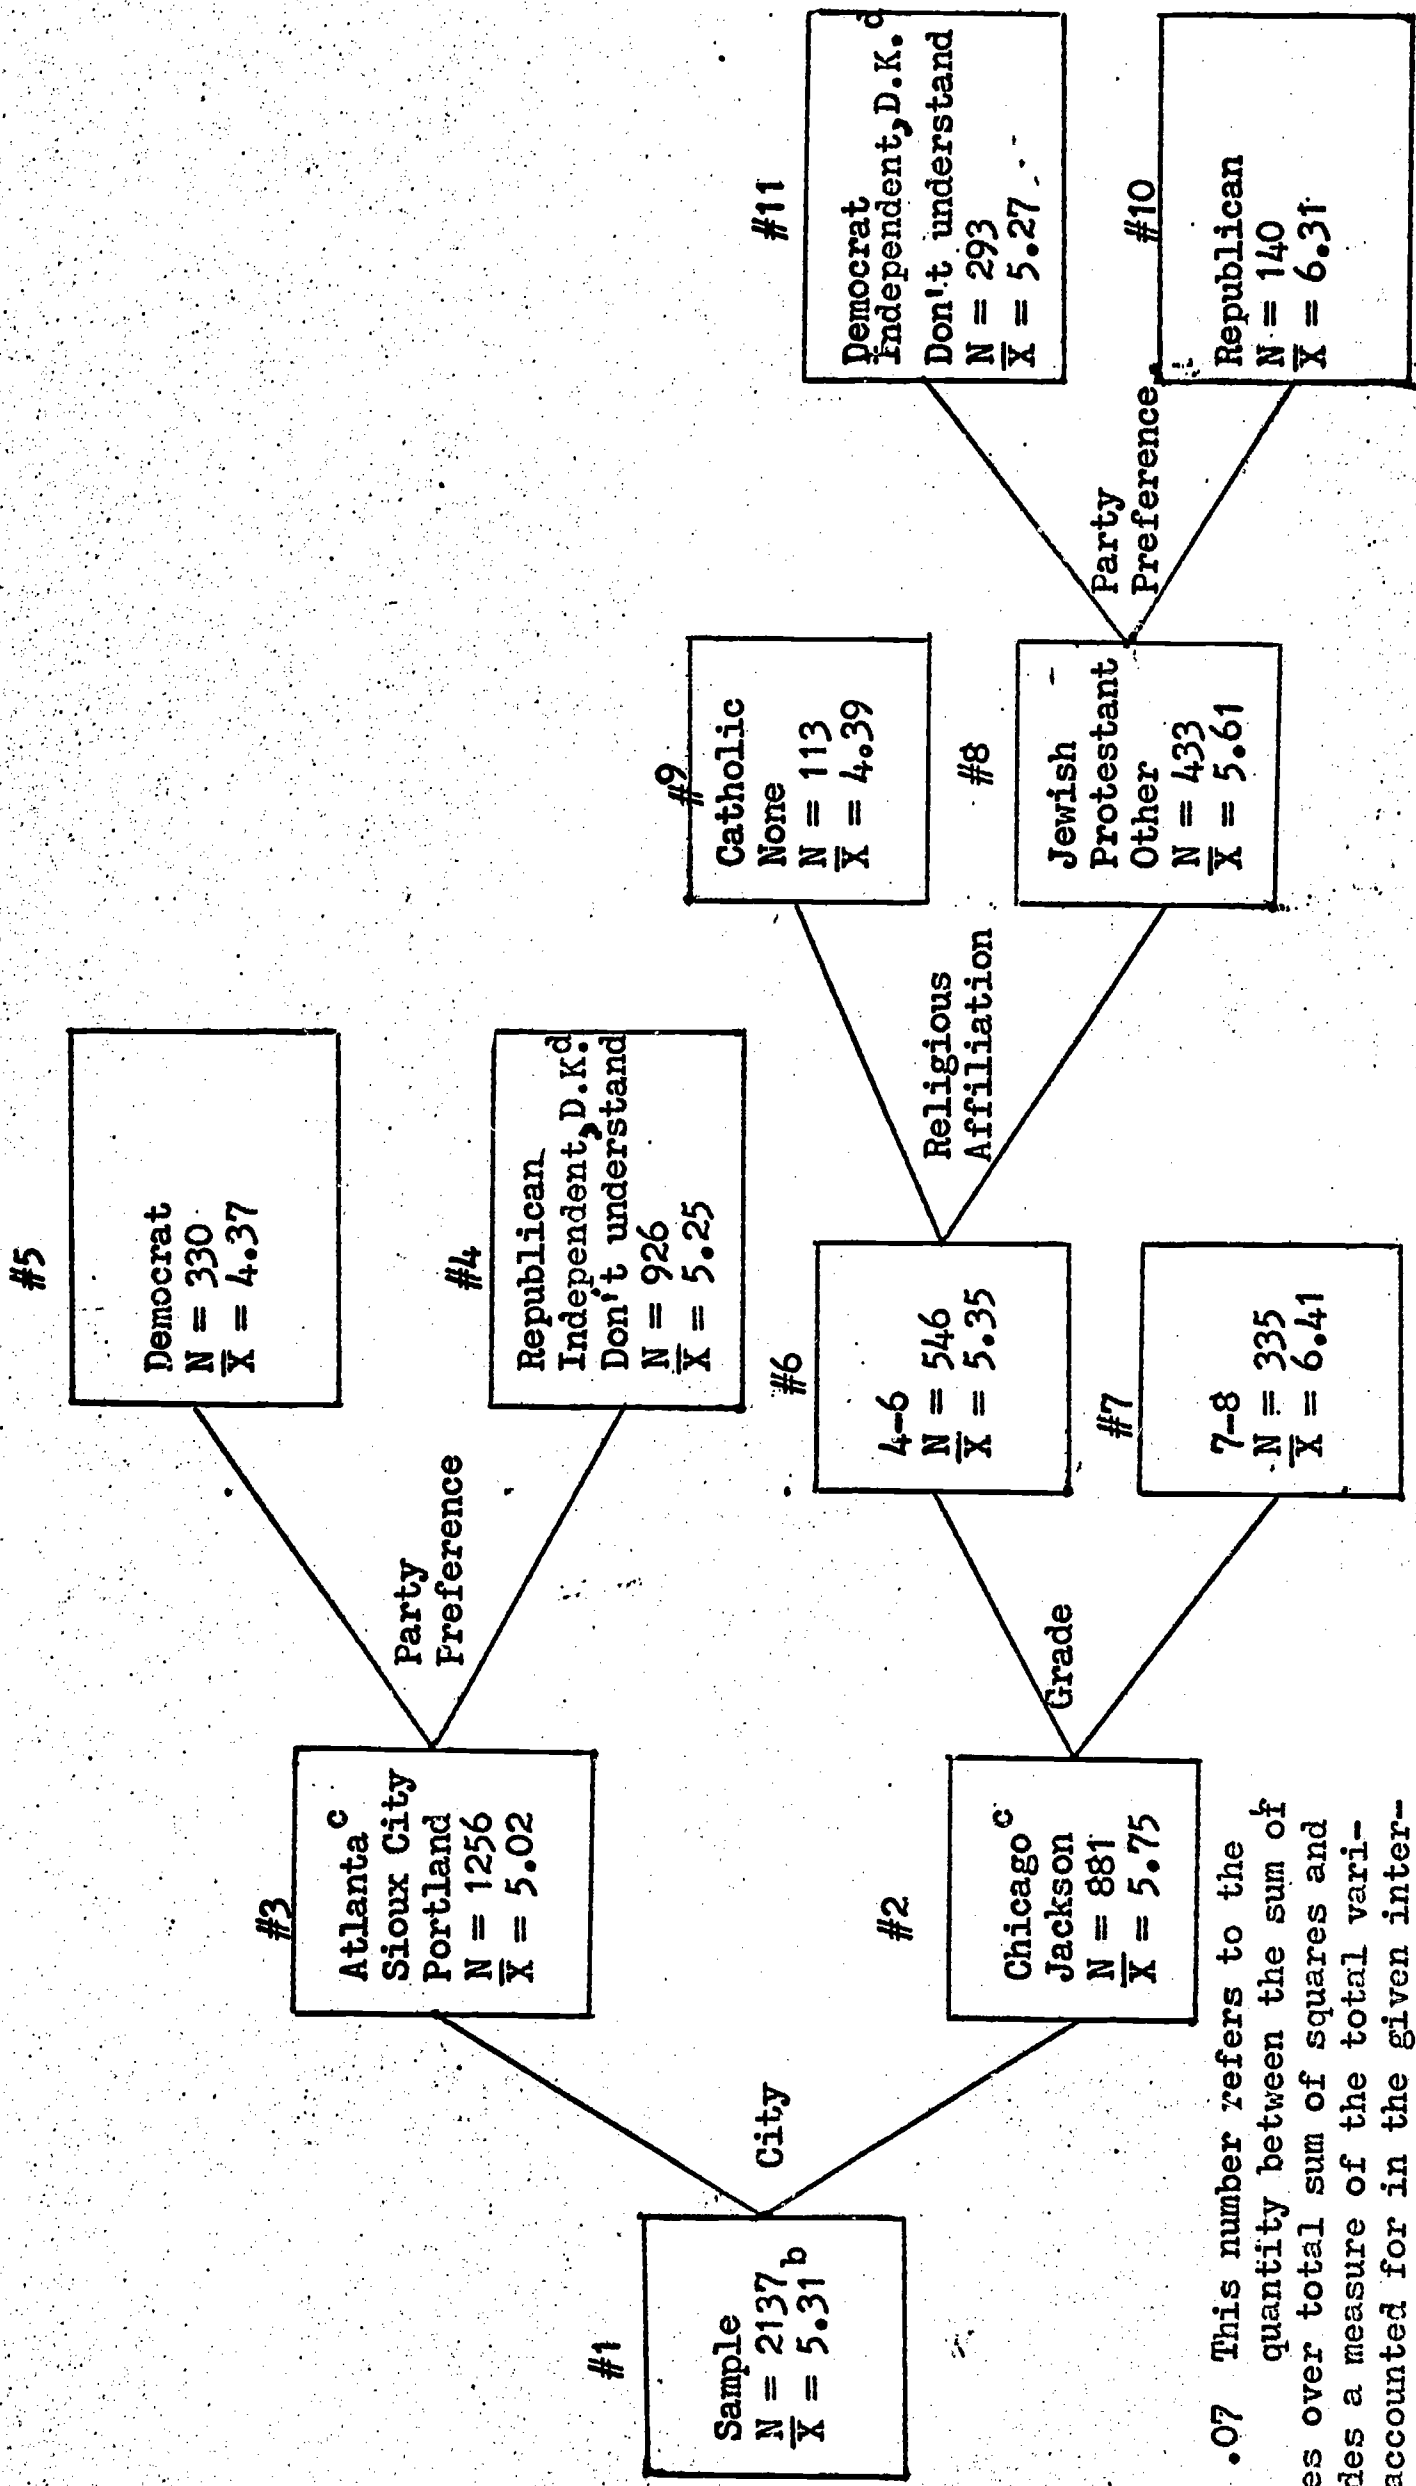 #1
Sample
N = 2137
X̄ = 5.31 b
City
#3
Atlanta c
Sioux City
Portland
N = 1256
X̄ = 5.02
#2
Chicago c
Jackson
N = 881
X̄ = 5.75
Party
Preference
#5
Democrat
N = 330
X̄ = 4.37
#4
Republican
Independent, D.K. d
Don't understand
N = 926
X̄ = 5.25
Grade
#6
4-6
N = 546
X̄ = 5.35
#7
7-8
N = 335
X̄ = 6.41
Religious
Affiliation
#9
Catholic
None
N = 113
X̄ = 4.39
#8
Jewish
Protestant
Other
N = 433
X̄ = 5.61
Party
Preference
#11
Democrat
Independent, D.K. d
Don't understand
N = 293
X̄ = 5.27
#10
Republican
N = 140
X̄ = 6.31
.07 This number refers to the
quantity between the sum of
es over total sum of squares and
des a measure of the total vari-
accounted for in the given inter-